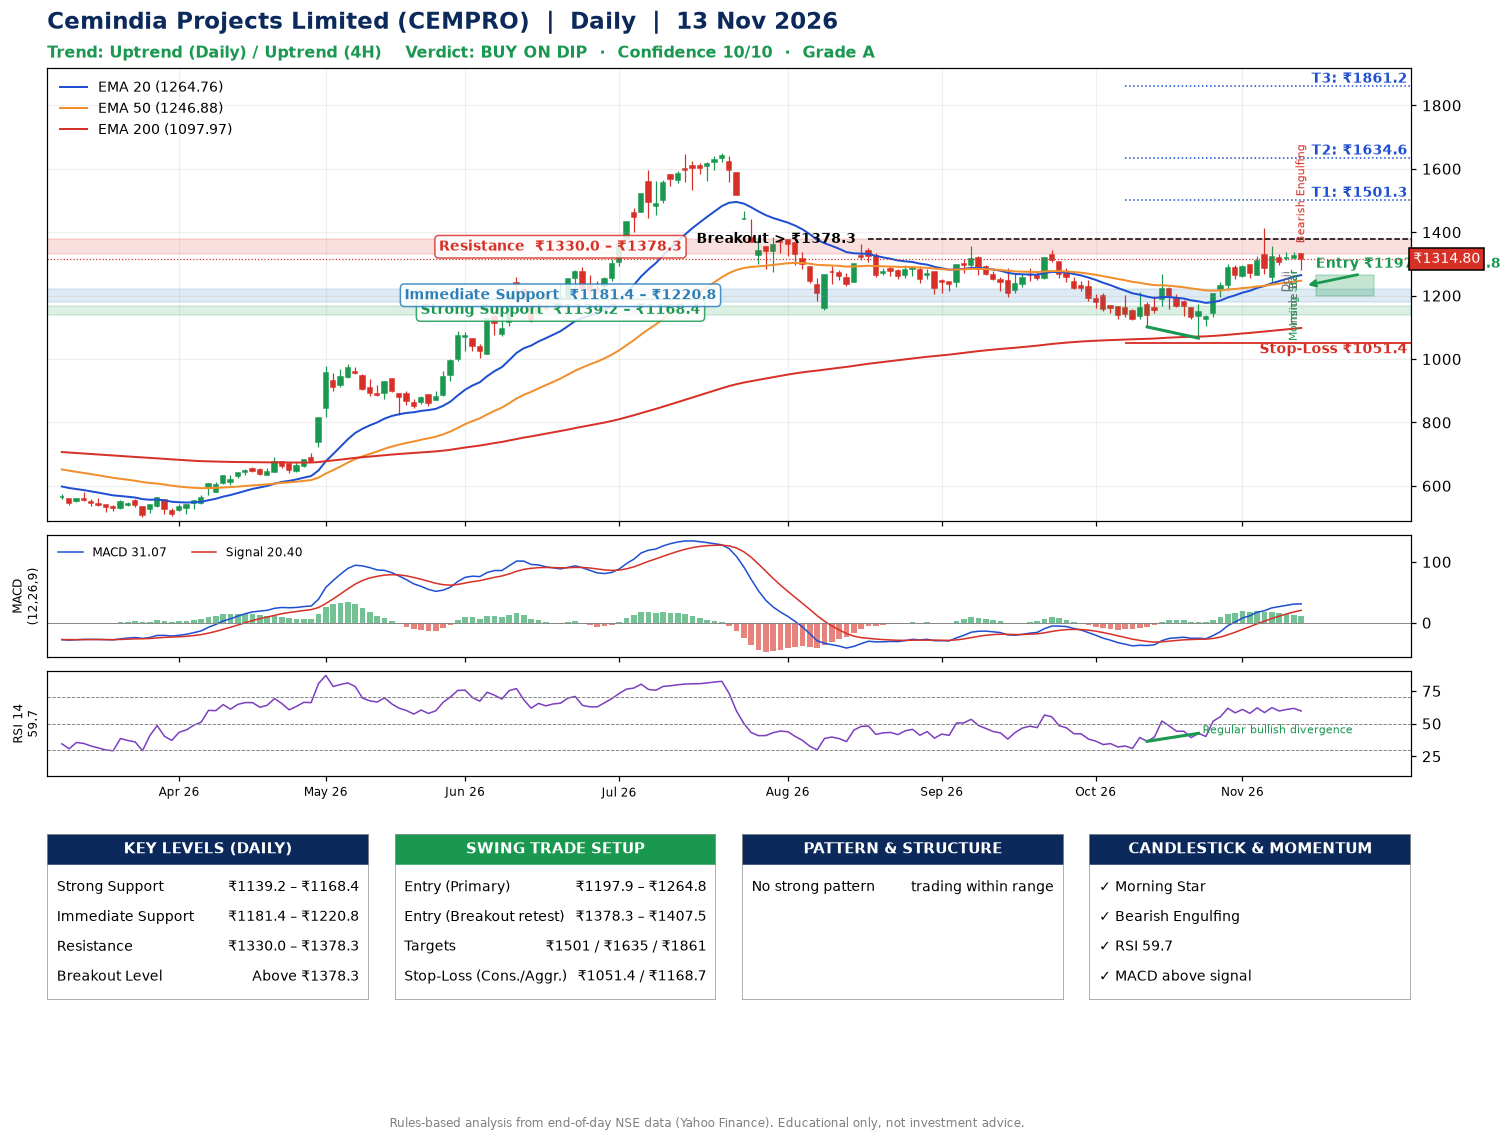 Cemindia Projects Limited (CEMPRO) | Daily | 13 Nov 2026
Trend: Uptrend (Daily) / Uptrend (4H) Verdict: BUY ON DIP · Confidence 10/10 · Grade A
EMA 20 (1264.76)
EMA 50 (1246.88)
EMA 200 (1097.97)
T3: ₹1861.2
T2: ₹1634.6
T1: ₹1501.3
Bearish Engulfing
Resistance ₹1330.0 – ₹1378.3
Breakout > ₹1378.3
₹1314.80
Entry ₹1197
.8
Immediate Support ₹1181.4 – ₹1220.8
Strong Support ₹1139.2 – ₹1168.4
Stop-Loss ₹1051.4
1800
1600
1400
1200
1000
800
600
MACD 31.07
Signal 20.40
MACD
(12,26,9)
100
0
RSI 14
59.7
75
50
25
Regular bullish divergence
Apr 26
May 26
Jun 26
Jul 26
Aug 26
Sep 26
Oct 26
Nov 26
KEY LEVELS (DAILY)
Strong Support ₹1139.2 – ₹1168.4
Immediate Support ₹1181.4 – ₹1220.8
Resistance ₹1330.0 – ₹1378.3
Breakout Level Above ₹1378.3
SWING TRADE SETUP
Entry (Primary) ₹1197.9 – ₹1264.8
Entry (Breakout retest) ₹1378.3 – ₹1407.5
Targets ₹1501 / ₹1635 / ₹1861
Stop-Loss (Cons./Aggr.) ₹1051.4 / ₹1168.7
PATTERN & STRUCTURE
No strong pattern trading within range
CANDLESTICK & MOMENTUM
✓ Morning Star
✓ Bearish Engulfing
✓ RSI 59.7
✓ MACD above signal
Rules-based analysis from end-of-day NSE data (Yahoo Finance). Educational only, not investment advice.